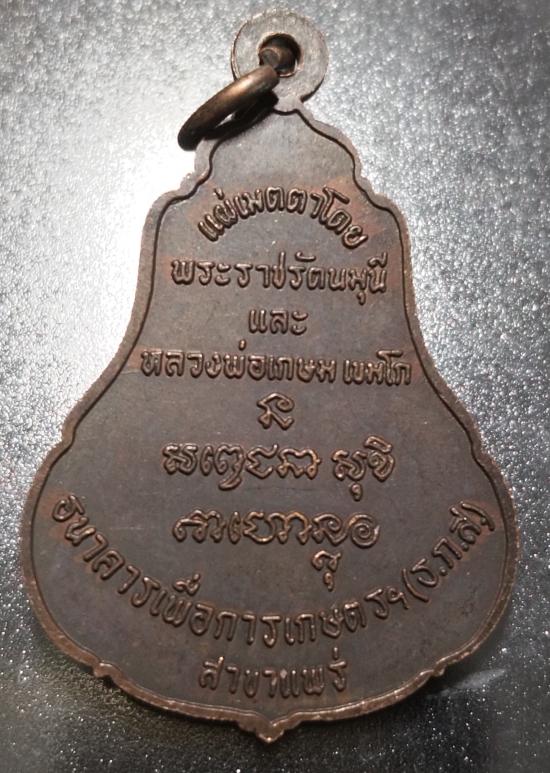 แผ่เมตตาโดย
พระราชรัตนมุนี
และ
หลวงพ่อเกษม เขมโก
ธนาคารเพื่อการเกษตรฯ(ธ.ก.ส)
สาขาแพร่